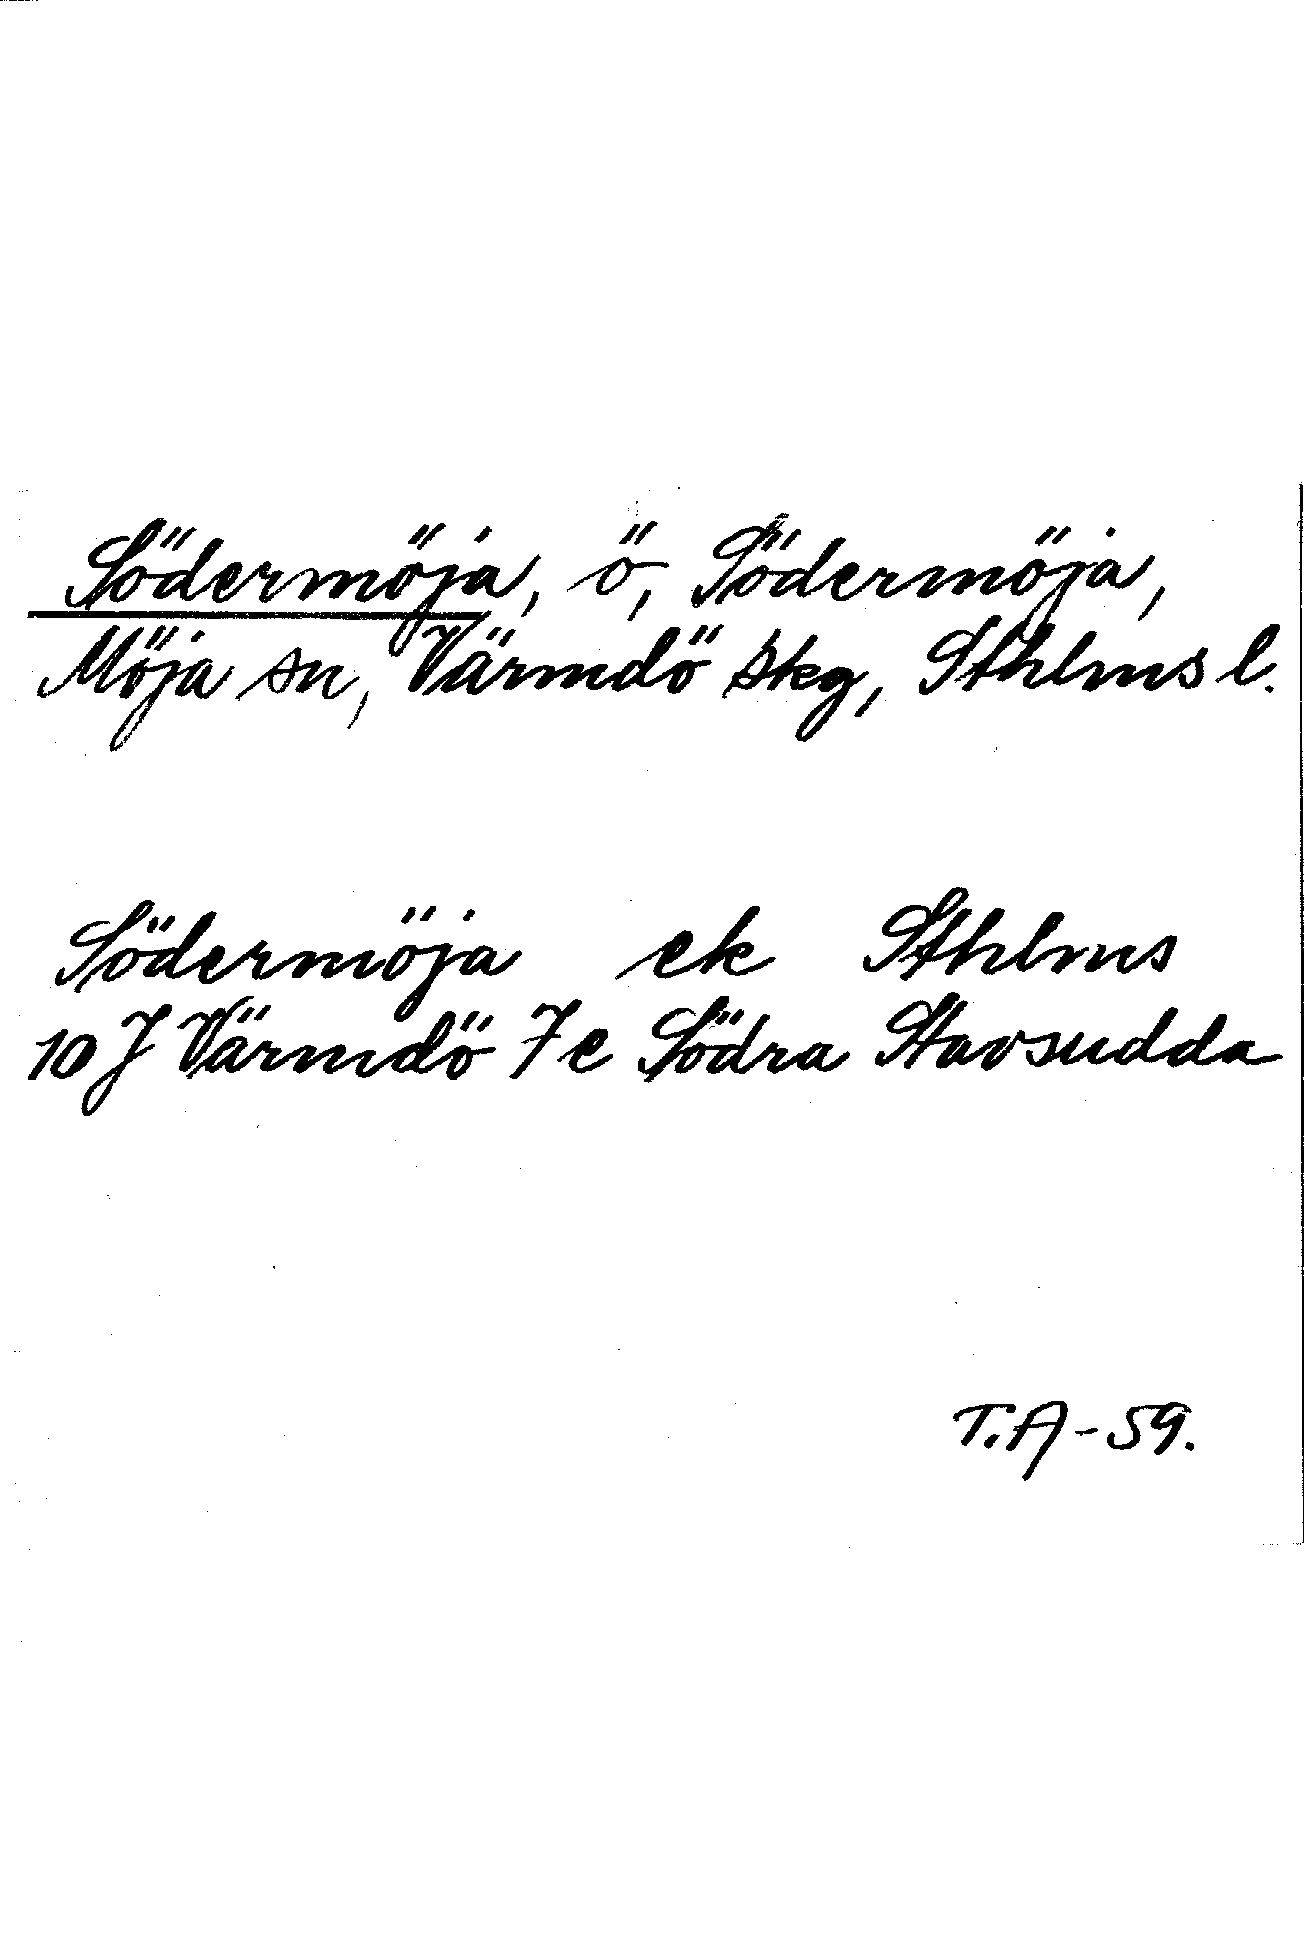 Södermöja, ö, Södermöja,
Möja sn, Värmdö skg, Sthlms l.
Södermöja ek Sthlms
10 J Värmdö 7 e Södra Stavsudda
T.A-59.